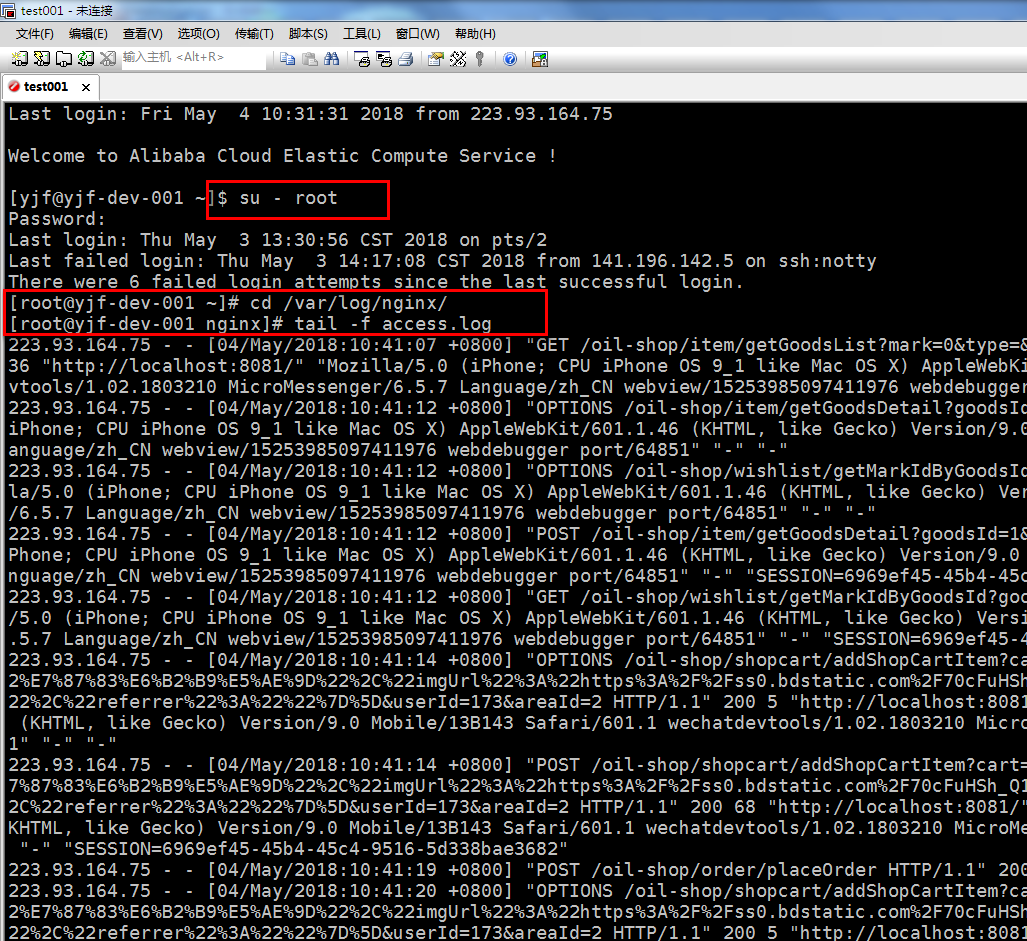 test001 - 未连接
文件(F) 编辑(E) 查看(V) 选项(O) 传输(T) 脚本(S) 工具(L) 窗口(W) 帮助(H)
输入主机 <Alt+R>
test001 ×
Last login: Fri May  4 10:31:31 2018 from 223.93.164.75
Welcome to Alibaba Cloud Elastic Compute Service !
[yjf@yjf-dev-001 ~]$ su - root
Password:
Last login: Thu May  3 13:30:56 CST 2018 on pts/2
Last failed login: Thu May  3 14:17:08 CST 2018 from 141.196.142.5 on ssh:notty
There were 6 failed login attempts since the last successful login.
[root@yjf-dev-001 ~]# cd /var/log/nginx/
[root@yjf-dev-001 nginx]# tail -f access.log
223.93.164.75 - - [04/May/2018:10:41:07 +0800] "GET /oil-shop/item/getGoodsList?mark=0&type=&
36 "http://localhost:8081/" "Mozilla/5.0 (iPhone; CPU iPhone OS 9_1 like Mac OS X) AppleWebKi
vtools/1.02.1803210 MicroMessenger/6.5.7 Language/zh_CN webview/15253985097411976 webdebugger
223.93.164.75 - - [04/May/2018:10:41:12 +0800] "OPTIONS /oil-shop/item/getGoodsDetail?goodsId
iPhone; CPU iPhone OS 9_1 like Mac OS X) AppleWebKit/601.1.46 (KHTML, like Gecko) Version/9.0
anguage/zh_CN webview/15253985097411976 webdebugger port/64851" "-" "-"
223.93.164.75 - - [04/May/2018:10:41:12 +0800] "OPTIONS /oil-shop/wishlist/getMarkIdByGoodsId
la/5.0 (iPhone; CPU iPhone OS 9_1 like Mac OS X) AppleWebKit/601.1.46 (KHTML, like Gecko) Ver
/6.5.7 Language/zh_CN webview/15253985097411976 webdebugger port/64851" "-" "-"
223.93.164.75 - - [04/May/2018:10:41:12 +0800] "POST /oil-shop/item/getGoodsDetail?goodsId=1&
Phone; CPU iPhone OS 9_1 like Mac OS X) AppleWebKit/601.1.46 (KHTML, like Gecko) Version/9.0
nguage/zh_CN webview/15253985097411976 webdebugger port/64851" "-" "SESSION=6969ef45-45b4-45c
223.93.164.75 - - [04/May/2018:10:41:12 +0800] "GET /oil-shop/wishlist/getMarkIdByGoodsId?goo
/5.0 (iPhone; CPU iPhone OS 9_1 like Mac OS X) AppleWebKit/601.1.46 (KHTML, like Gecko) Versi
.5.7 Language/zh_CN webview/15253985097411976 webdebugger port/64851" "-" "SESSION=6969ef45-4
223.93.164.75 - - [04/May/2018:10:41:14 +0800] "OPTIONS /oil-shop/shopcart/addShopCartItem?ca
2%E7%87%83%E6%B2%B9%E5%AE%9D%22%2C%22imgUrl%22%3A%22https%3A%2F%2Fss0.bdstatic.com%2F70cFuHSh
22%2C%22referrer%22%3A%22%22%7D%5D&userId=173&areaId=2 HTTP/1.1" 200 5 "http://localhost:8081
 (KHTML, like Gecko) Version/9.0 Mobile/13B143 Safari/601.1 wechatdevtools/1.02.1803210 Micro
1" "-" "-"
223.93.164.75 - - [04/May/2018:10:41:14 +0800] "POST /oil-shop/shopcart/addShopCartItem?cart=
7%87%83%E6%B2%B9%E5%AE%9D%22%2C%22imgUrl%22%3A%22https%3A%2F%2Fss0.bdstatic.com%2F70cFuHSh_Q1
2C%22referrer%22%3A%22%22%7D%5D&userId=173&areaId=2 HTTP/1.1" 200 68 "http://localhost:8081/"
KHTML, like Gecko) Version/9.0 Mobile/13B143 Safari/601.1 wechatdevtools/1.02.1803210 MicroMe
 "-" "SESSION=6969ef45-45b4-45c4-9516-5d338bae3682"
223.93.164.75 - - [04/May/2018:10:41:19 +0800] "POST /oil-shop/order/placeOrder HTTP/1.1" 200
223.93.164.75 - - [04/May/2018:10:41:20 +0800] "OPTIONS /oil-shop/shopcart/addShopCartItem?ca
2%E7%87%83%E6%B2%B9%E5%AE%9D%22%2C%22imgUrl%22%3A%22https%3A%2F%2Fss0.bdstatic.com%2F70cFuHSh
22%2C%22referrer%22%3A%22%22%7D%5D&userId=173&areaId=2 HTTP/1.1" 200 5 "http://localhost:8081